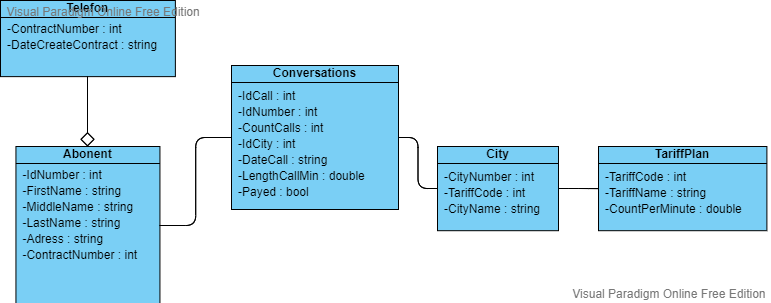 Visual Paradigm Online Free Edition
Telefon
-ContractNumber : int
-DateCreateContract : string
Conversations
-IdCall : int
-IdNumber : int
-CountCalls : int
-IdCity : int
-DateCall : string
-LengthCallMin : double
-Payed : bool
Abonent
-IdNumber : int
-FirstName : string
-MiddleName : string
-LastName : string
-Adress : string
-ContractNumber : int
City
-CityNumber : int
-TariffCode : int
-CityName : string
TariffPlan
-TariffCode : int
-TariffName : string
-CountPerMinute : double
Visual Paradigm Online Free Edition